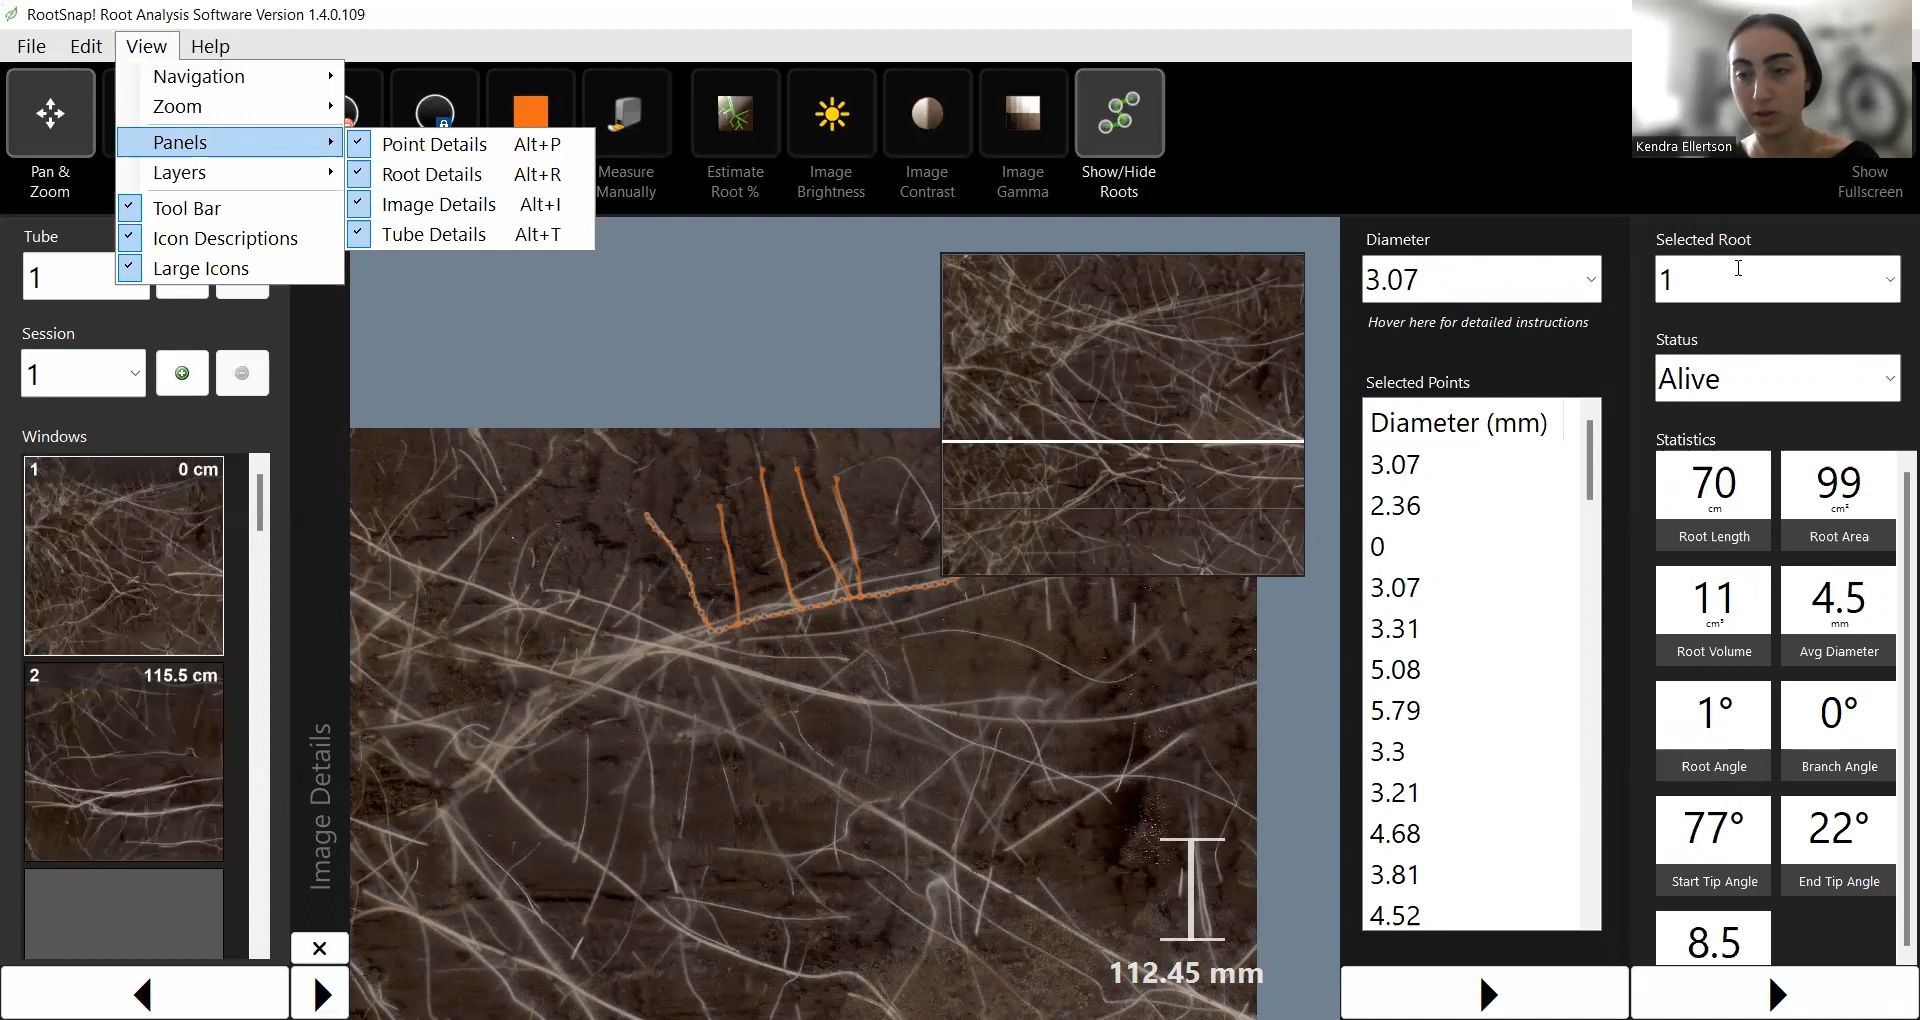 RootSnap! Root Analysis Software Version 1.4.0.109
File Edit View Help
Navigation
Zoom
Panels
Layers
Tool Bar
Icon Descriptions
Large Icons
Point Details Alt+P
Root Details Alt+R
Image Details Alt+I
Tube Details Alt+T
Pan &
Zoom
Measure
Manually
Estimate
Root %
Image
Brightness
Image
Contrast
Image
Gamma
Show/Hide
Roots
Kendra Ellertson
Show
Fullscreen
Tube
1
Session
1
Windows
1 0 cm
2 115.5 cm
Image Details
112.45 mm
Diameter
3.07
Hover here for detailed instructions
Selected Points
Diameter (mm)
3.07
2.36
0
3.07
3.31
5.08
5.79
3.3
3.21
4.68
3.81
4.52
Selected Root
1
Status
Alive
Statistics
70
cm
Root Length
99
cm²
Root Area
11
cm³
Root Volume
4.5
mm
Avg Diameter
1°
Root Angle
0°
Branch Angle
77°
Start Tip Angle
22°
End Tip Angle
8.5